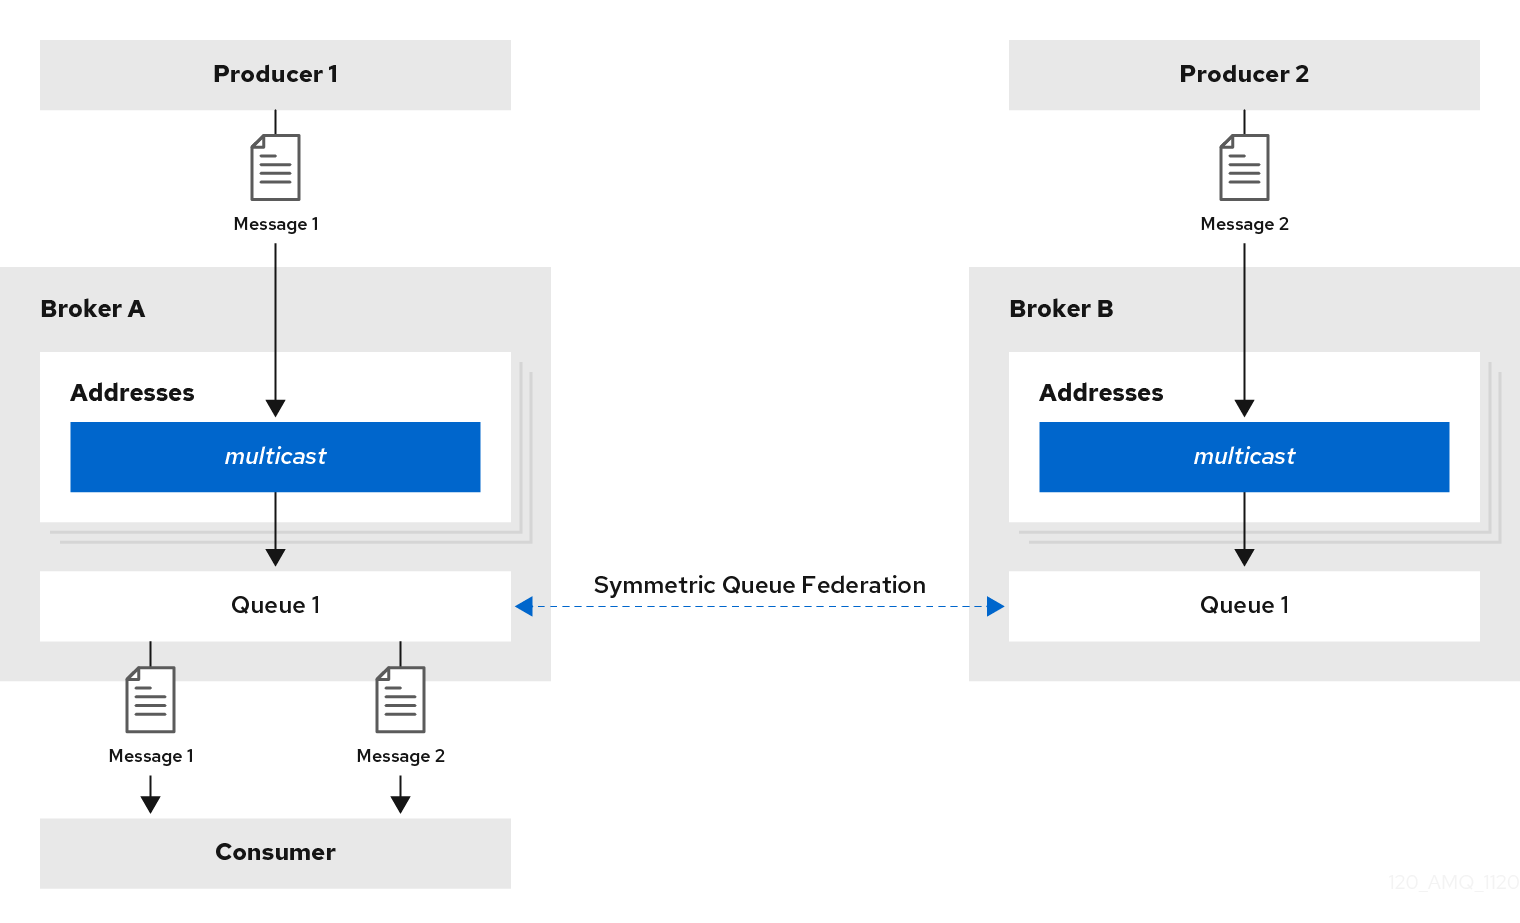 Producer 1
Producer 2
Message 1
Message 2
Broker A
Broker B
Addresses
Addresses
multicast
multicast
Symmetric Queue Federation
Queue 1
Queue 1
Message 1
Message 2
Consumer
120_AMQ_1120